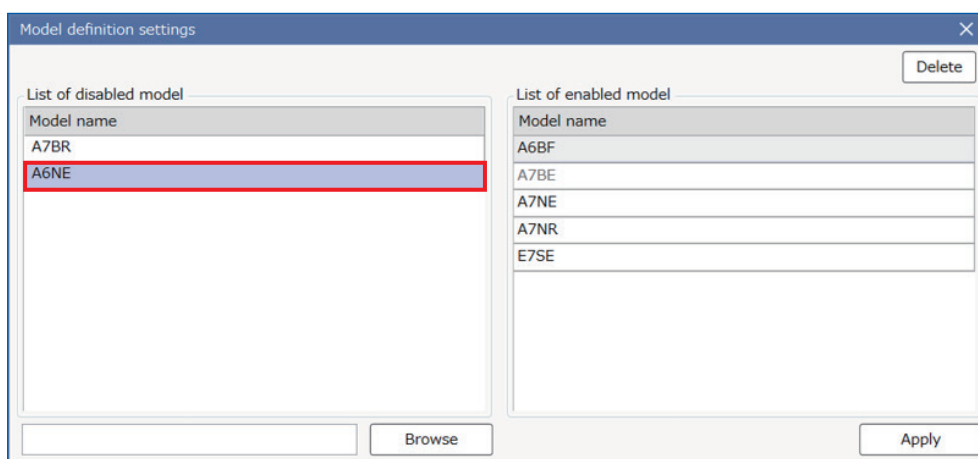 Model definition settings
Delete
List of disabled model
Model name
A7BR
A6NE
List of enabled model
Model name
A6BF
A7BE
A7NE
A7NR
E7SE
Browse
Apply